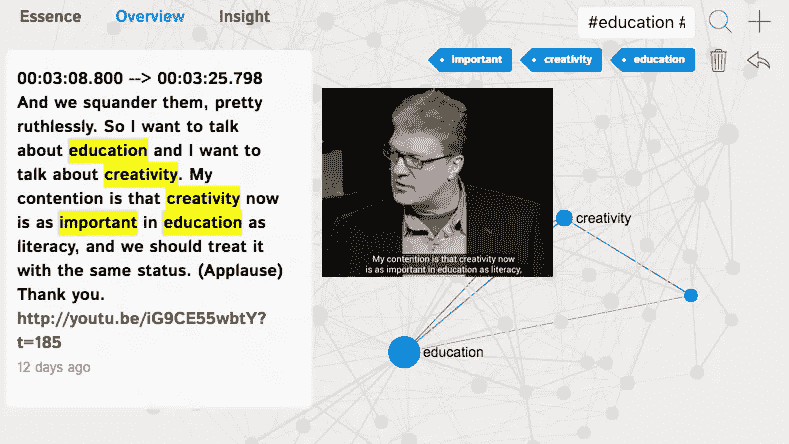 Essence Overview Insight
#education #
important creativity education
00:03:08.800 --> 00:03:25.798
And we squander them, pretty
ruthlessly. So I want to talk
about education and I want to
talk about creativity. My
contention is that creativity now
is as important in education as
literacy, and we should treat it
with the same status. (Applause)
Thank you.
http://youtu.be/iG9CE55wbtY?
t=185
12 days ago
My contention is that creativity now
is as important in education as literacy,
creativity
education